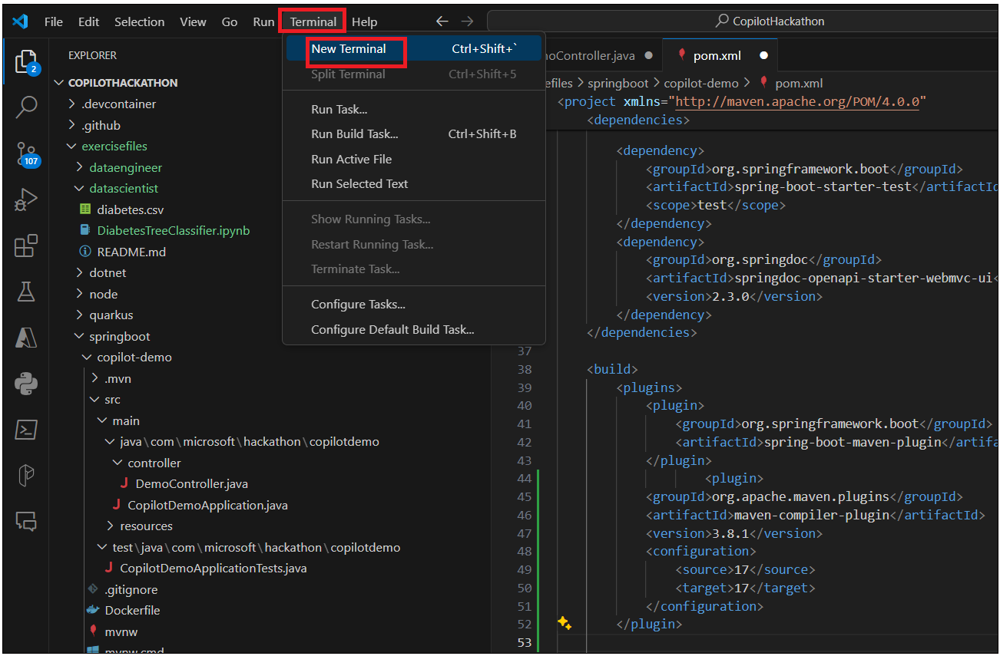 File Edit Selection View Go Run Terminal Help
CopilotHackathon
EXPLORER
COPILOTHACKATHON
.devcontainer
.github
exercisefiles
dataengineer
datascientist
diabetes.csv
DiabetesTreeClassifier.ipynb
README.md
dotnet
node
quarkus
springboot
copilot-demo
.mvn
src
main
java\com\microsoft\hackathon\copilotdemo
controller
DemoController.java
CopilotDemoApplication.java
resources
test\java\com\microsoft\hackathon\copilotdemo
CopilotDemoApplicationTests.java
.gitignore
Dockerfile
mvnw
mvnw.cmd
2
107
New Terminal Ctrl+Shift+`
Split Terminal Ctrl+Shift+5
Run Task...
Run Build Task... Ctrl+Shift+B
Run Active File
Run Selected Text
Show Running Tasks...
Restart Running Task...
Terminate Task...
Configure Tasks...
Configure Default Build Task...
oController.java pom.xml
efiles > springboot > copilot-demo > pom.xml
<project xmlns="http://maven.apache.org/POM/4.0.0"
<dependencies>
<dependency>
<groupId>org.springframework.boot</groupId>
<artifactId>spring-boot-starter-test</artifactId
<scope>test</scope>
</dependency>
<dependency>
<groupId>org.springdoc</groupId>
<artifactId>springdoc-openapi-starter-webmvc-ui<
<version>2.3.0</version>
</dependency>
</dependencies>
37
38 <build>
39 <plugins>
40 <plugin>
41 <groupId>org.springframework.boot</groupId>
42 <artifactId>spring-boot-maven-plugin</artifa
43 </plugin>
44 <plugin>
45 <groupId>org.apache.maven.plugins</groupId>
46 <artifactId>maven-compiler-plugin</artifactId>
47 <version>3.8.1</version>
48 <configuration>
49 <source>17</source>
50 <target>17</target>
51 </configuration>
52 </plugin>
53